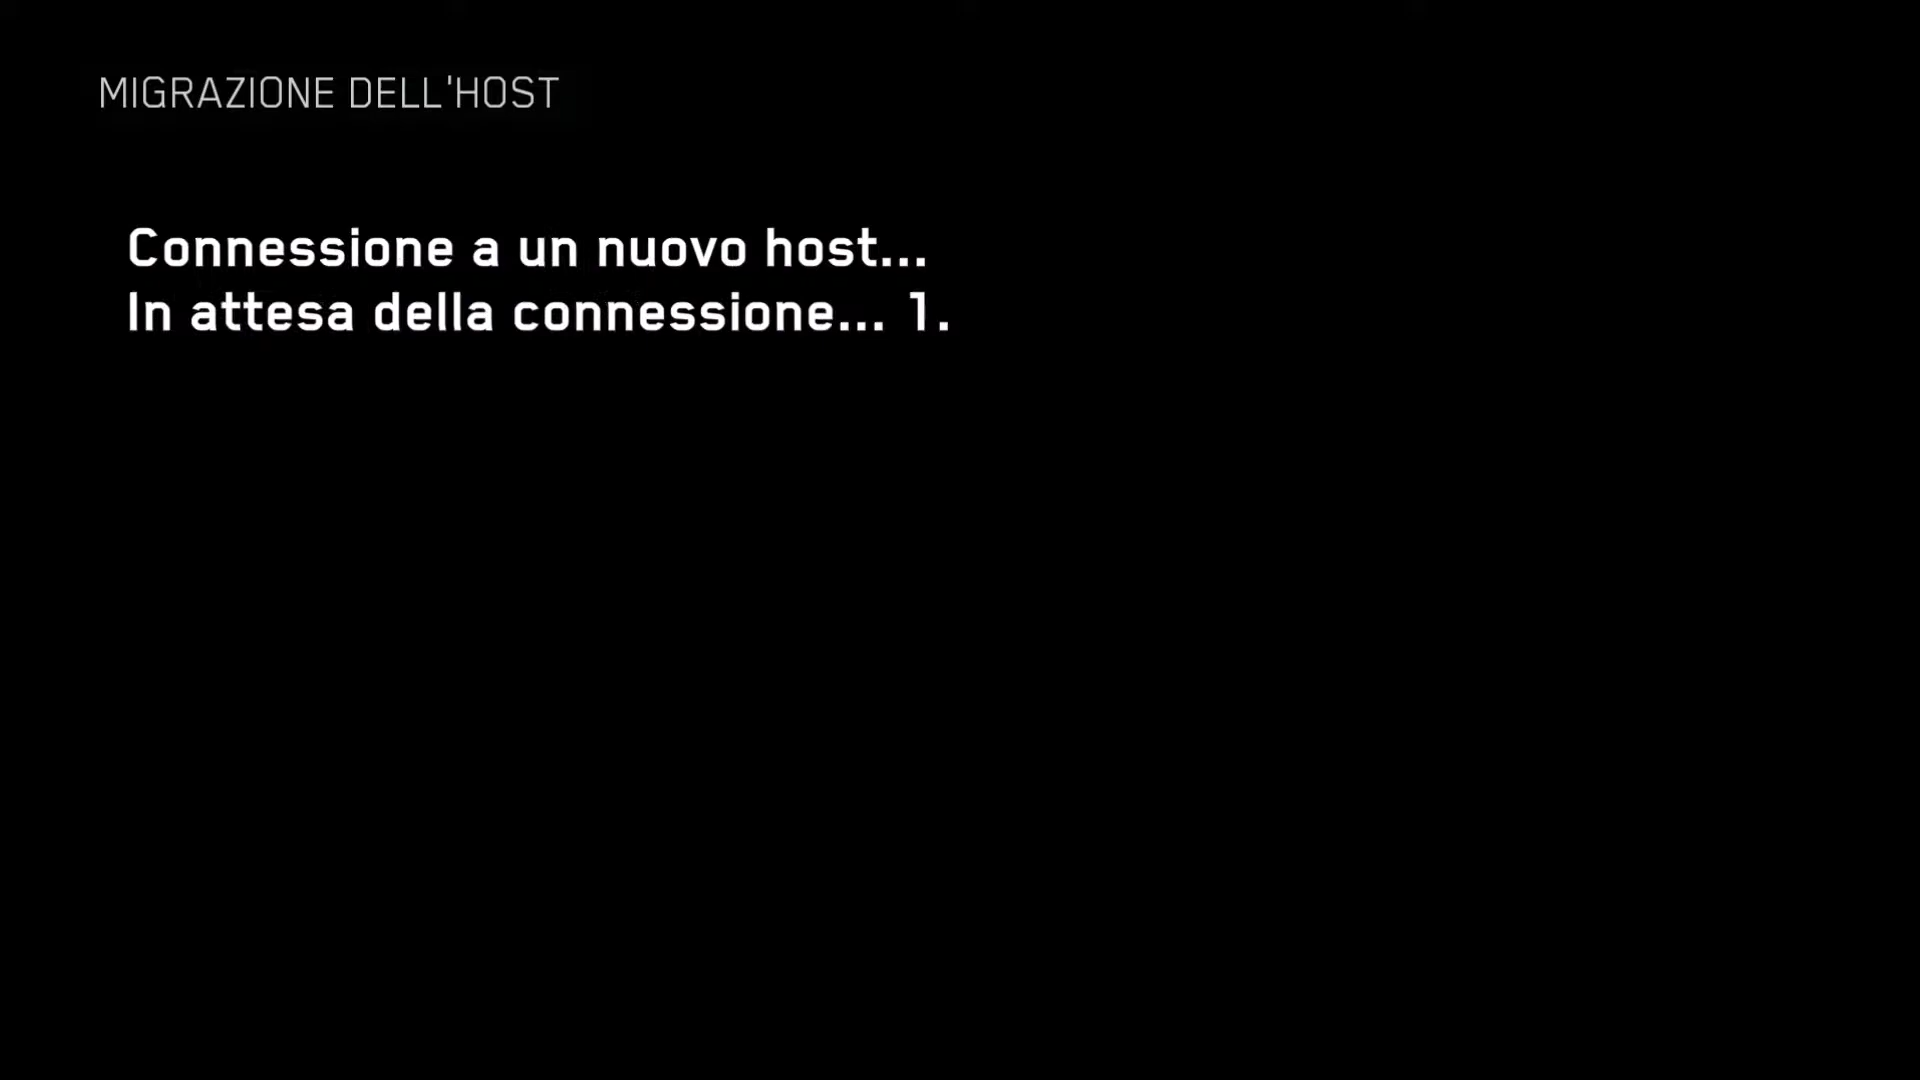 MIGRAZIONE DELL'HOST
Connessione a un nuovo host...
In attesa della connessione... 1.